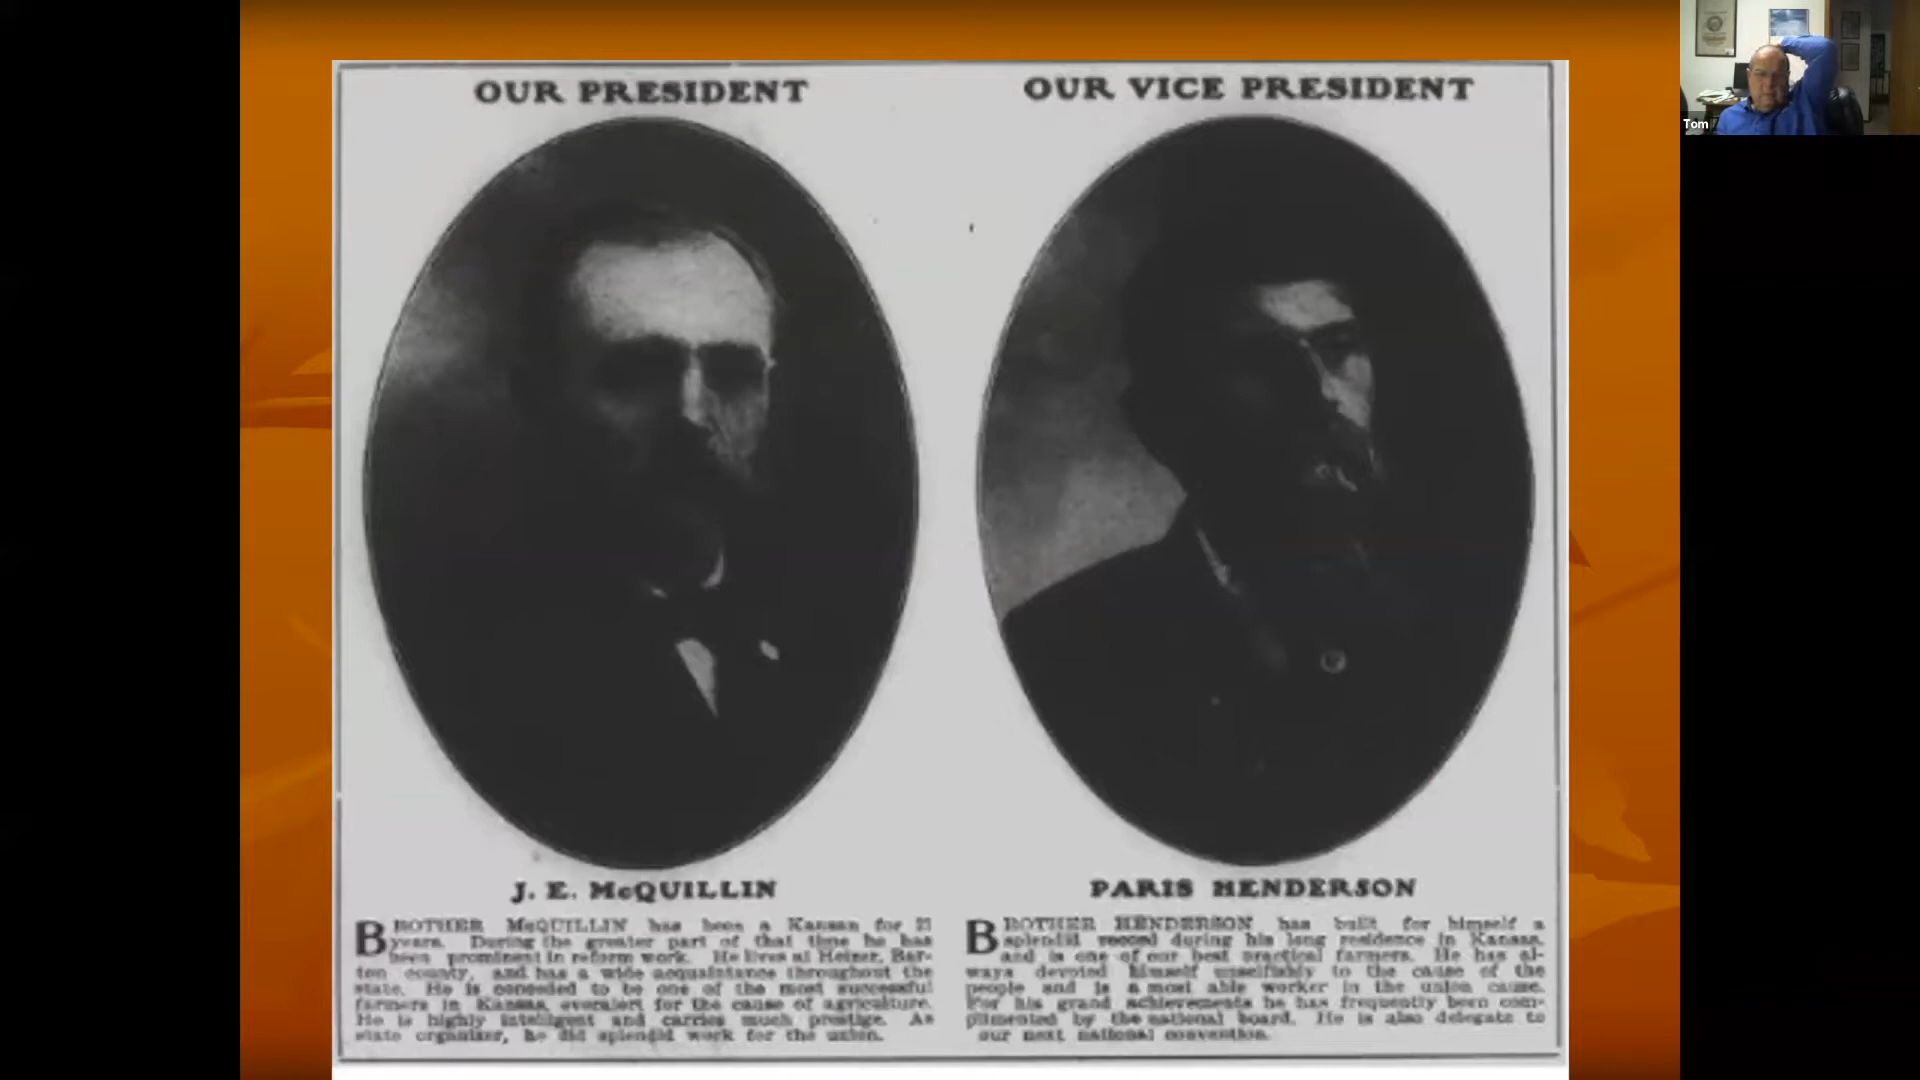 OUR PRESIDENT
J. E. McQUILLIN
BROTHER McQUILLIN has been a Kansan for 21
years. During the greater part of that time he has
been prominent in reform work. He lives at Heizer, Bar-
ton county, and has a wide acquaintance throughout the
state. He is conceded to be one of the most successful
farmers in Kansas, overalert for the cause of agriculture.
He is highly intelligent and carries much prestige. As
state organizer, he did splendid work for the union.
OUR VICE PRESIDENT
PARIS HENDERSON
BROTHER HENDERSON has built for himself a
splendid record during his long residence in Kansas,
and is one of our best practical farmers. He has al-
ways devoted himself unselfishly to the cause of the
people and is a most able worker in the union cause.
For his grand achievements he has frequently been com-
plimented by the national board. He is also delegate to
our next national convention.
Tom